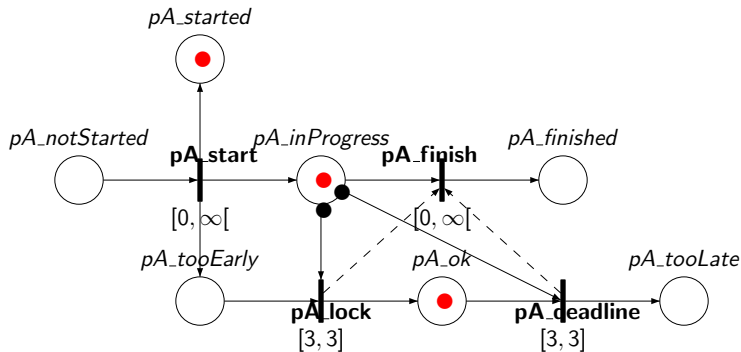 pA_started
pA_notStarted
pA_start
pA_inProgress
pA_finish
pA_finished
[0, ∞[
[0, ∞[
pA_tooEarly
pA_ok
pA_tooLate
pA_lock
pA_deadline
[3, 3]
[3, 3]